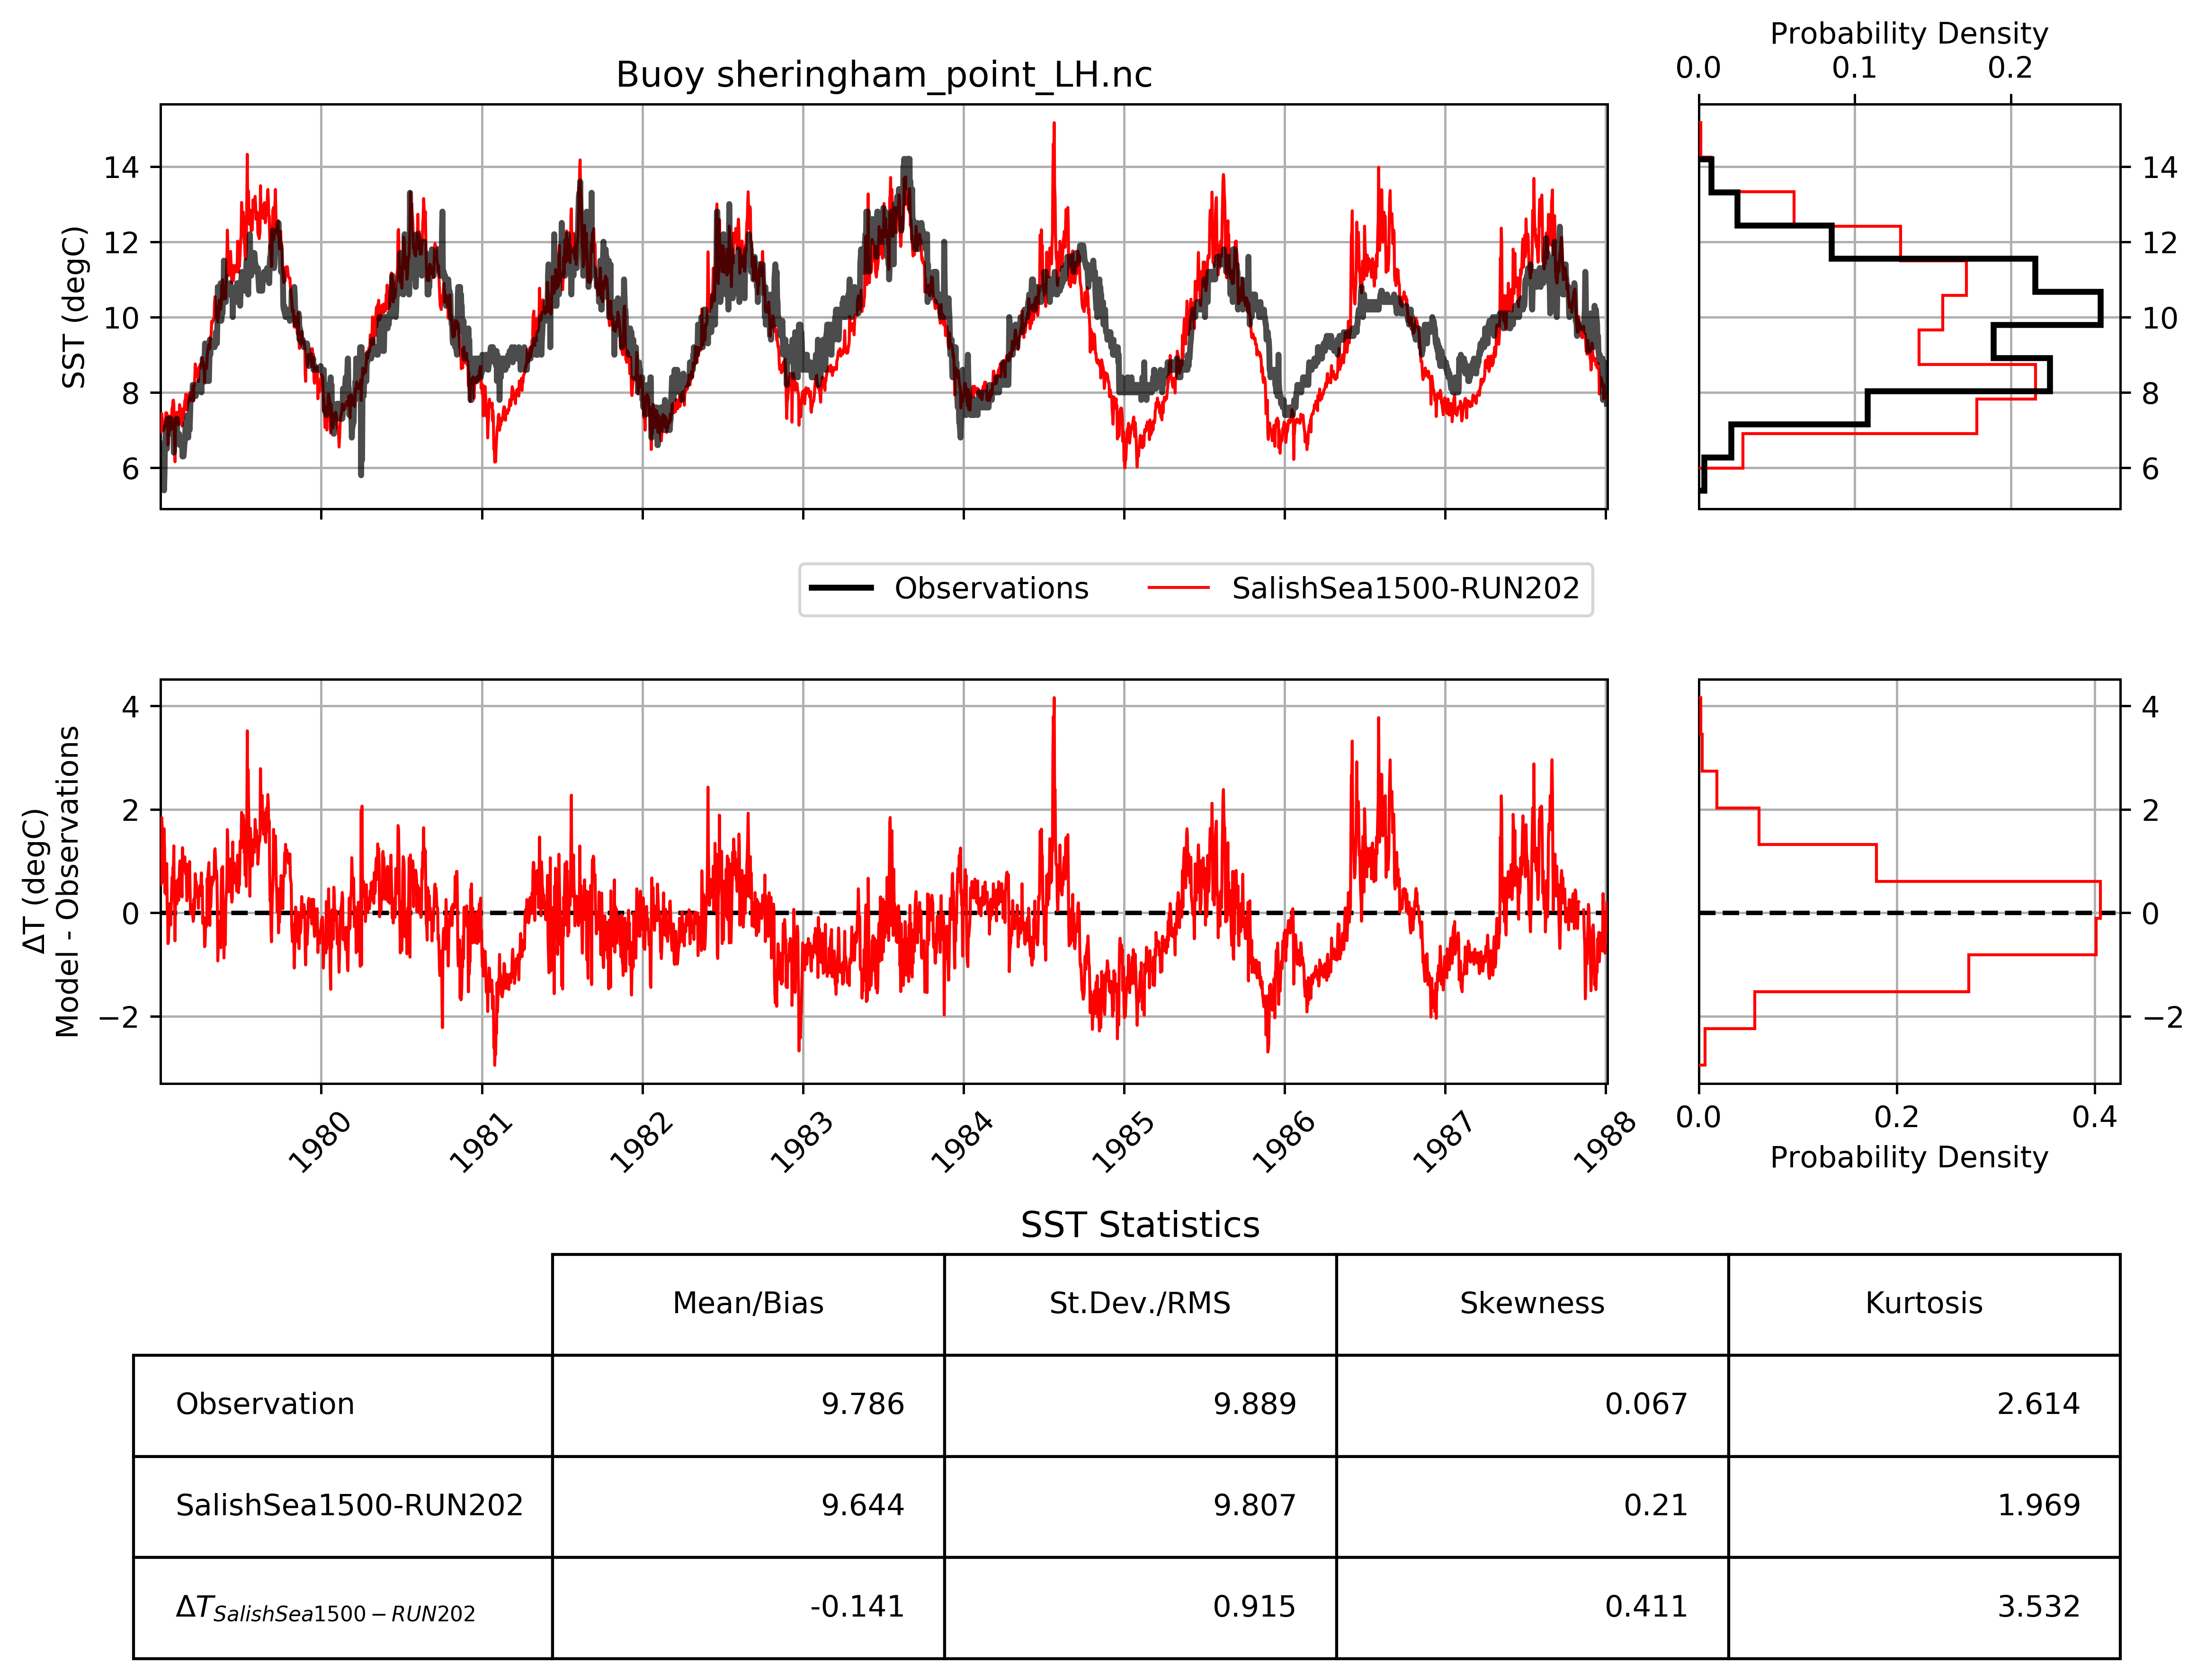 Probability Density
0.0 0.1 0.2
Buoy sheringham_point_LH.nc
SST (degC)
14
12
10
8
6
14
12
10
8
6
Observations SalishSea1500-RUN202
ΔT (degC)
Model - Observations
4
2
0
−2
4
2
0
−2
1980 1981 1982 1983 1984 1985 1986 1987 1988
0.0 0.2 0.4
Probability Density
SST Statistics
Mean/Bias St.Dev./RMS Skewness Kurtosis
Observation 9.786 9.889 0.067 2.614
SalishSea1500-RUN202 9.644 9.807 0.21 1.969
ΔT SalishSea1500−RUN202 -0.141 0.915 0.411 3.532